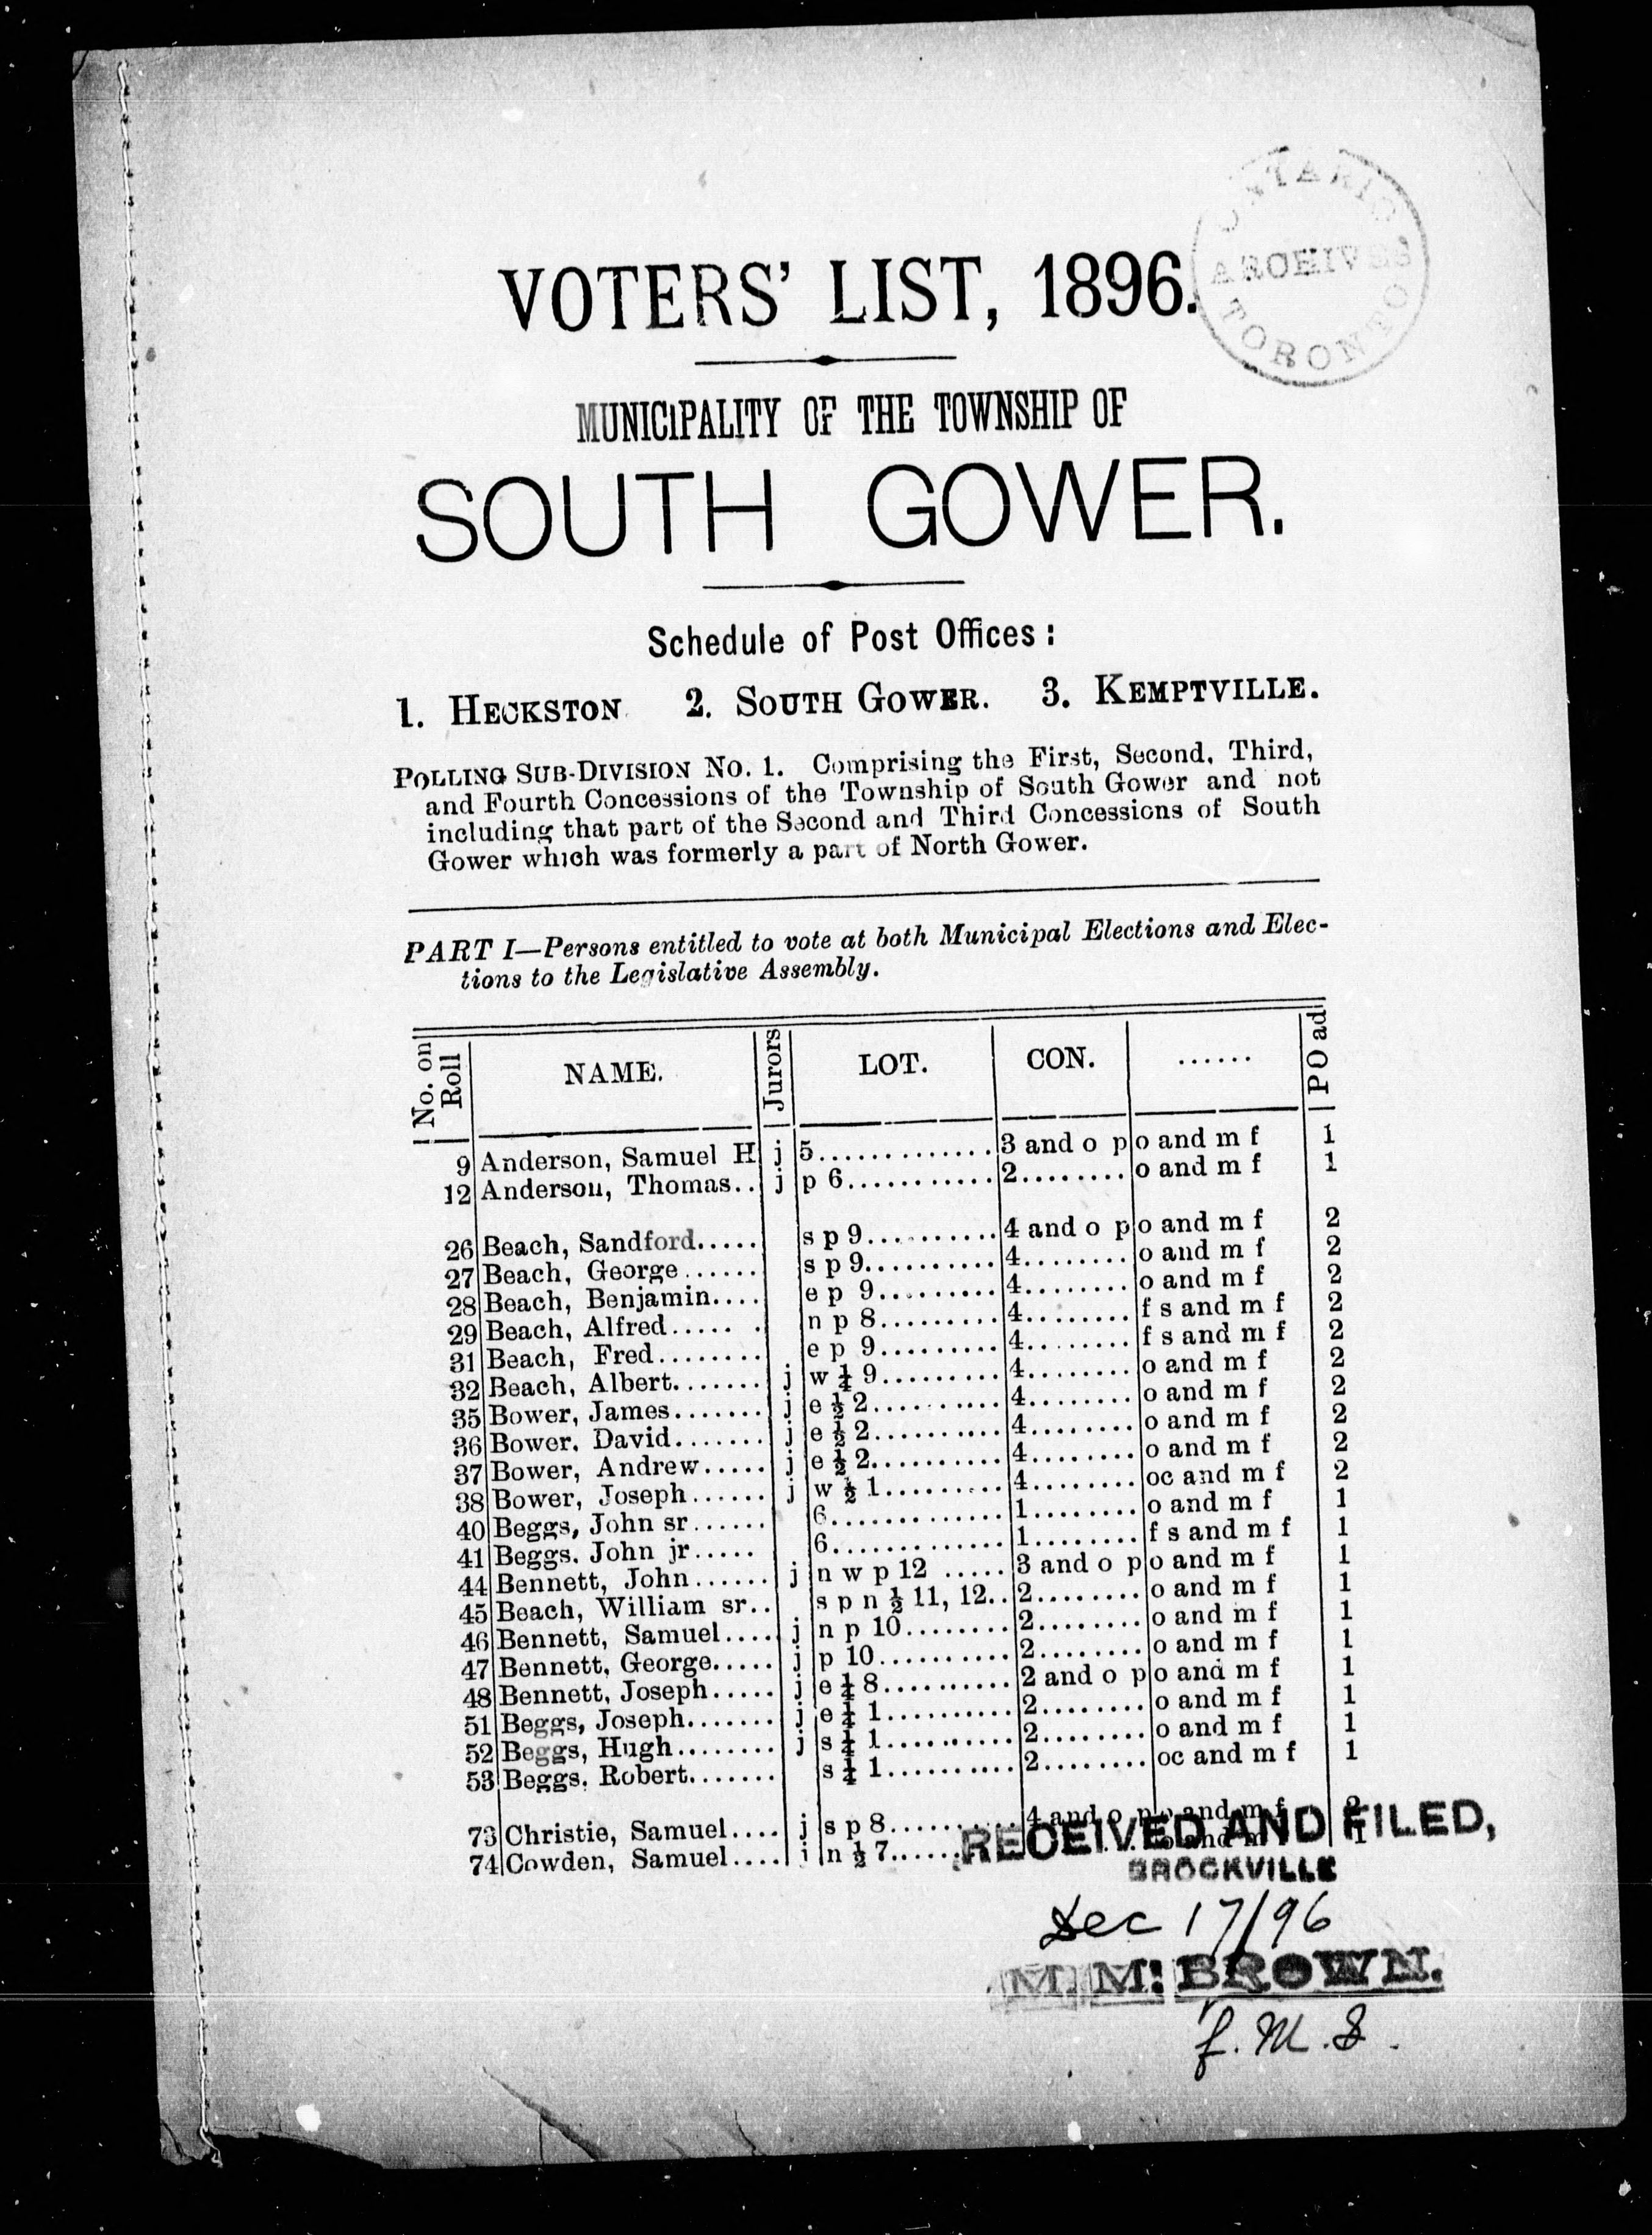 ONTARIO
ARCHIVES
TORONTO
VOTERS' LIST, 1896.
MUNICIPALITY OF THE TOWNSHIP OF
SOUTH GOWER.
Schedule of Post Offices:
1. HECKSTON 2. SOUTH GOWER. 3. KEMPTVILLE.
POLLING SUB-DIVISION No. 1. Comprising the First, Second, Third,
and Fourth Concessions of the Township of South Gower and not
including that part of the Second and Third Concessions of South
Gower which was formerly a part of North Gower.
PART I—Persons entitled to vote at both Municipal Elections and Elec-
tions to the Legislative Assembly.
No. on Roll NAME. Jurors LOT. CON. ...... P O ad
9 Anderson, Samuel H j 5............. 3 and o p o and m f 1
12 Anderson, Thomas.. j p 6........... 2........ o and m f 1
26 Beach, Sandford..... s p 9.......... 4 and o p o and m f 2
27 Beach, George...... s p 9.......... 4........ o and m f 2
28 Beach, Benjamin.... e p 9......... 4........ o and m f 2
29 Beach, Alfred..... . n p 8......... 4........ f s and m f 2
31 Beach, Fred........ e p 9......... 4........ f s and m f 2
32 Beach, Albert....... j w ¼ 9......... 4........ o and m f 2
35 Bower, James....... j e ½ 2.......... 4........ o and m f 2
36 Bower, David....... j e ½ 2.......... 4........ o and m f 2
37 Bower, Andrew..... j e ½ 2.......... 4........ o and m f 2
38 Bower, Joseph...... j w ½ 1......... 4........ oc and m f 2
40 Beggs, John sr...... 6............. 1........ o and m f 1
41 Beggs. John jr..... 6............. 1........ f s and m f 1
44 Bennett, John...... j n w p 12 ..... 3 and o p o and m f 1
45 Beach, William sr.. s p n ½ 11, 12.. 2........ o and m f 1
46 Bennett, Samuel.... j n p 10........ 2........ o and m f 1
47 Bennett, George..... j p 10.......... 2........ o and m f 1
48 Bennett, Joseph..... j e ¼ 8.......... 2 and o p o and m f 1
51 Beggs, Joseph....... j e ¼ 1.......... 2........ o and m f 1
52 Beggs, Hugh........ j s ¼ 1.......... 2........ o and m f 1
53 Beggs, Robert....... s ¼ 1.......... 2........ oc and m f 1
73 Christie, Samuel.... j s p 8.......... 4 and o p o and m f 2
74 Cowden, Samuel.... j n ½ 7...... o and m f 1
RECEIVED AND FILED,
BROCKVILLE
Dec 17/96
M. M. BROWN.